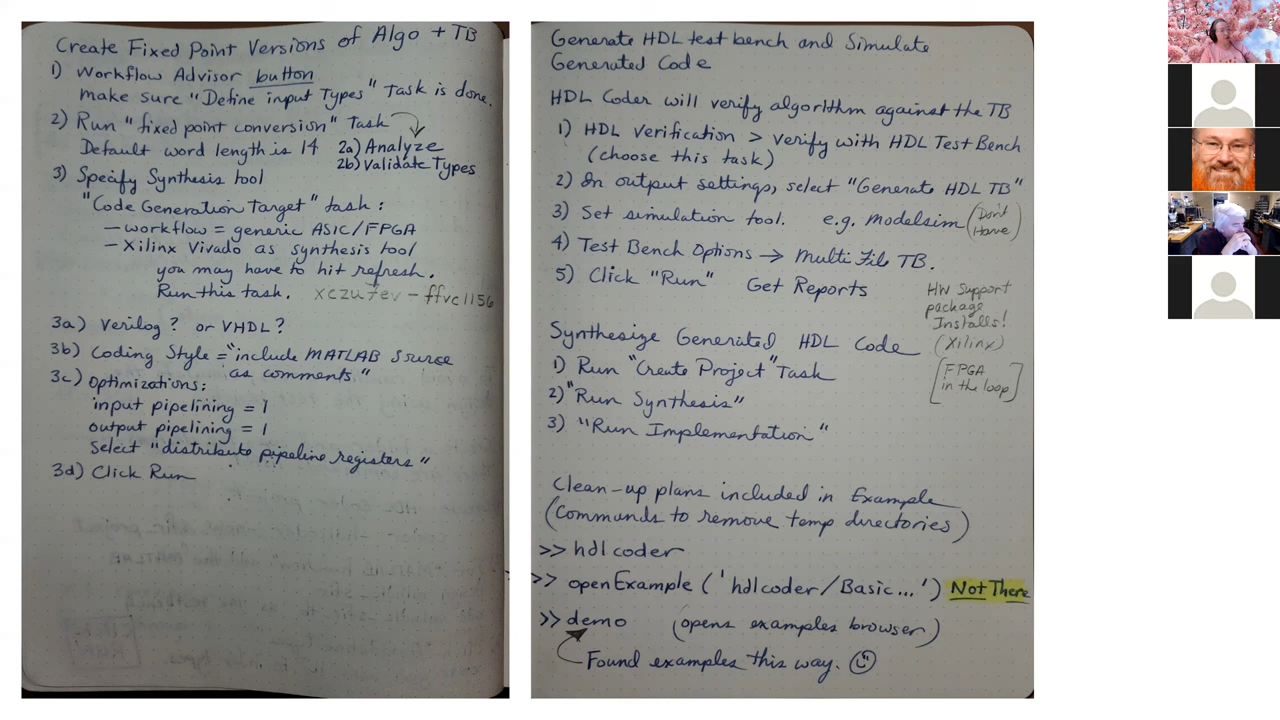 Create Fixed Point Versions of Algo + TB
1) Workflow Advisor button
make sure "Define input Types" Task is done.
2) Run "fixed point conversion" Task
Default word length is 14 2a) Analyze
2b) Validate Types
3) Specify Synthesis tool
"Code Generation Target" task:
– workflow = generic ASIC/FPGA
– Xilinx Vivado as synthesis tool
you may have to hit refresh.
Run this task. xczu7ev - ffvc1156
3a) Verilog? or VHDL?
3b) Coding Style = "include MATLAB Source
as comments"
3c) Optimizations:
input pipelining = 1
output pipelining = 1
Select "distribute pipeline registers"
3d) Click Run
Generate HDL test bench and Simulate
Generated Code
HDL Coder will verify algorithm against the TB
1) HDL Verification > Verify with HDL Test Bench
(choose this task)
2) In output settings, select "Generate HDL TB"
3) Set simulation tool. e.g. modelsim (Don't
Have)
4) Test Bench Options → Multi File TB.
5) Click "Run" Get Reports
HW Support
package
Installs!
(Xilinx)
[FPGA
in the loop]
Synthesize Generated HDL Code
1) Run "Create Project" Task
2) "Run Synthesis"
3) "Run Implementation"
Clean-up plans included in Example
(Commands to remove temp directories)
>> hdlcoder
>> openExample ('hdlcoder/Basic...') Not There
>> demo (opens examples browser)
Found examples this way. ☺